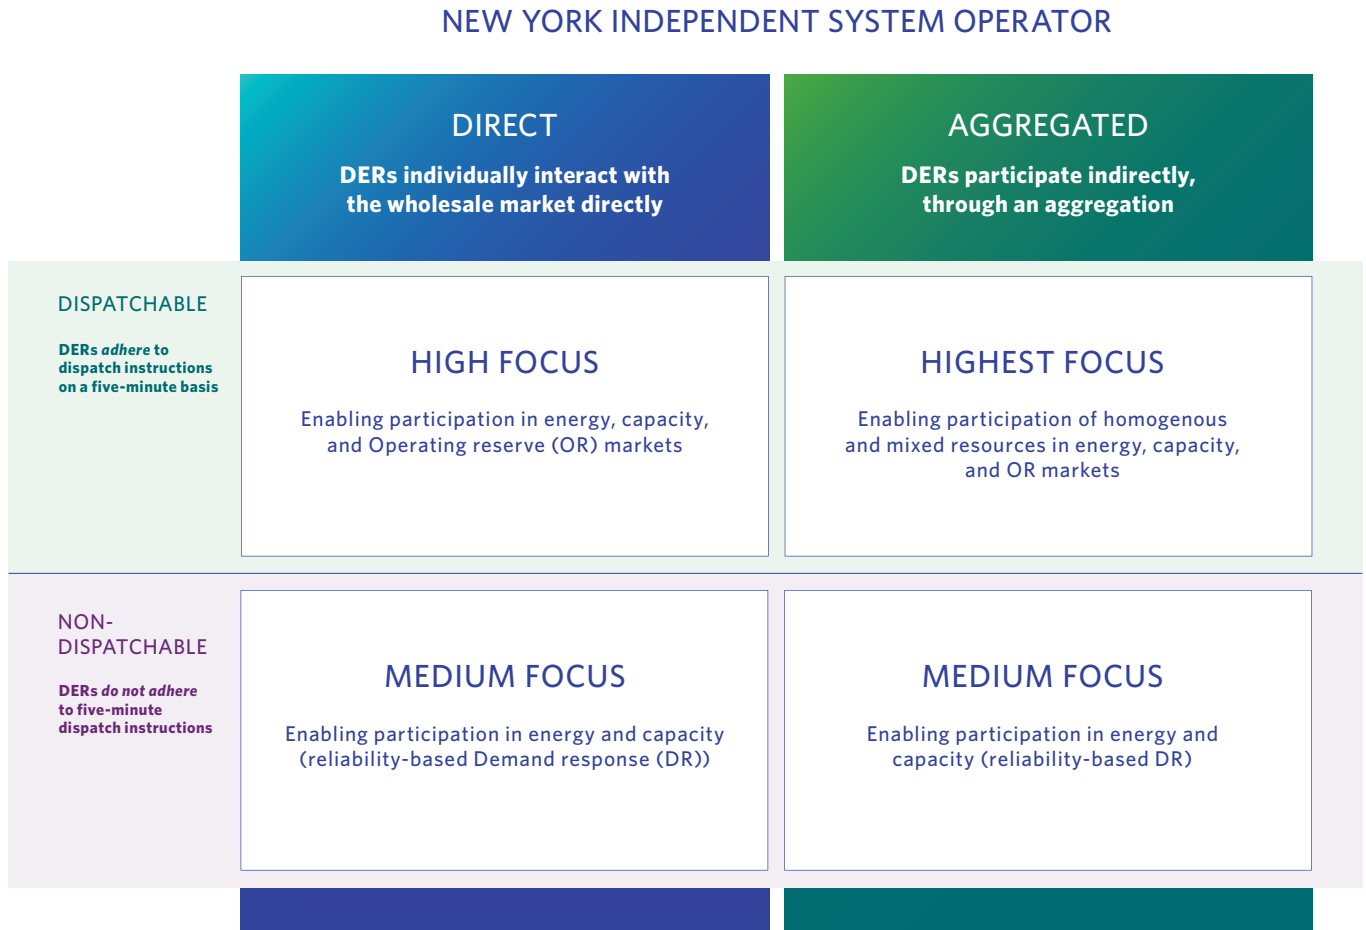 NEW YORK INDEPENDENT SYSTEM OPERATOR
DIRECT
DERs individually interact with
the wholesale market directly
AGGREGATED
DERs participate indirectly,
through an aggregation
DISPATCHABLE
DERs adhere to
dispatch instructions
on a five-minute basis
HIGH FOCUS
Enabling participation in energy, capacity,
and Operating reserve (OR) markets
HIGHEST FOCUS
Enabling participation of homogenous
and mixed resources in energy, capacity,
and OR markets
NON-
DISPATCHABLE
DERs do not adhere
to five-minute
dispatch instructions
MEDIUM FOCUS
Enabling participation in energy and capacity
(reliability-based Demand response (DR))
MEDIUM FOCUS
Enabling participation in energy and
capacity (reliability-based DR)